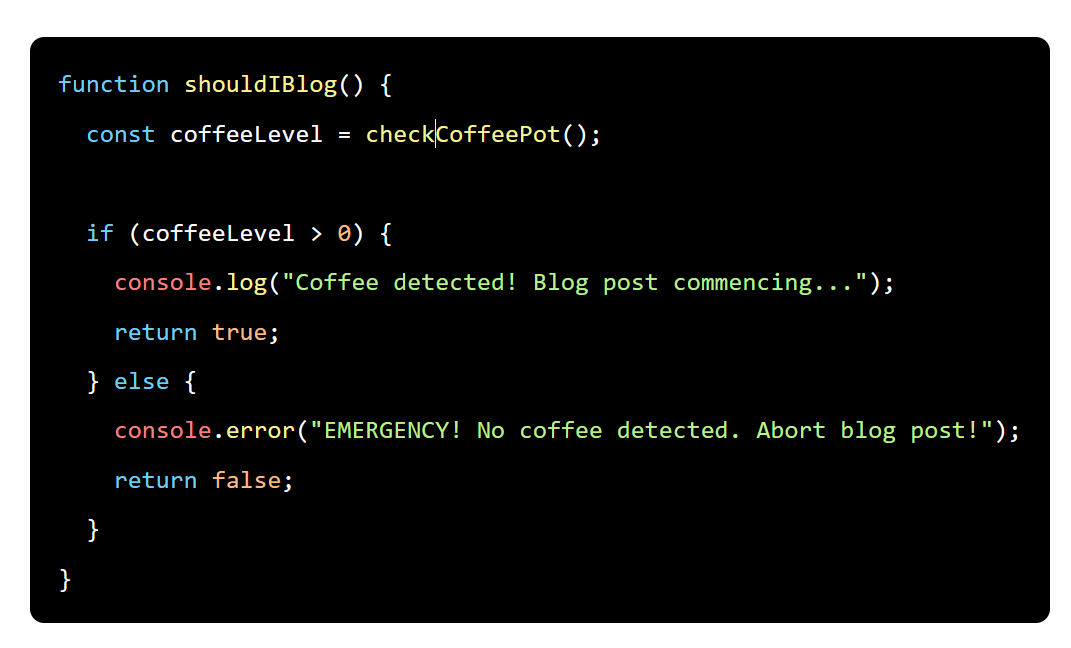 function shouldIBlog() {
  const coffeeLevel = checkCoffeePot();

  if (coffeeLevel > 0) {
    console.log("Coffee detected! Blog post commencing...");
    return true;
  } else {
    console.error("EMERGENCY! No coffee detected. Abort blog post!");
    return false;
  }
}